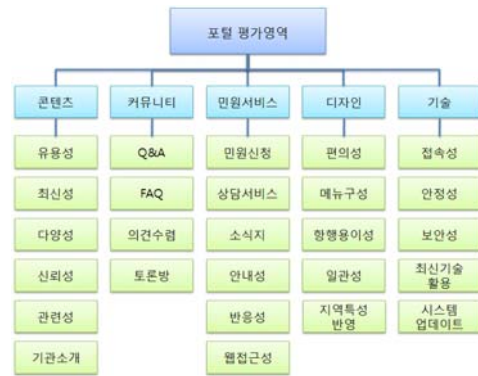 포털 평가영역
콘텐츠
커뮤니티
민원서비스
디자인
기술
유용성
Q&A
민원신청
편의성
접속성
최신성
FAQ
상담서비스
메뉴구성
안정성
다양성
의견수렴
소식지
항행용이성
보안성
신뢰성
토론방
안내성
일관성
최신기술
활용
관련성
반응성
지역특성
반영
시스템
업데이트
기관소개
웹접근성